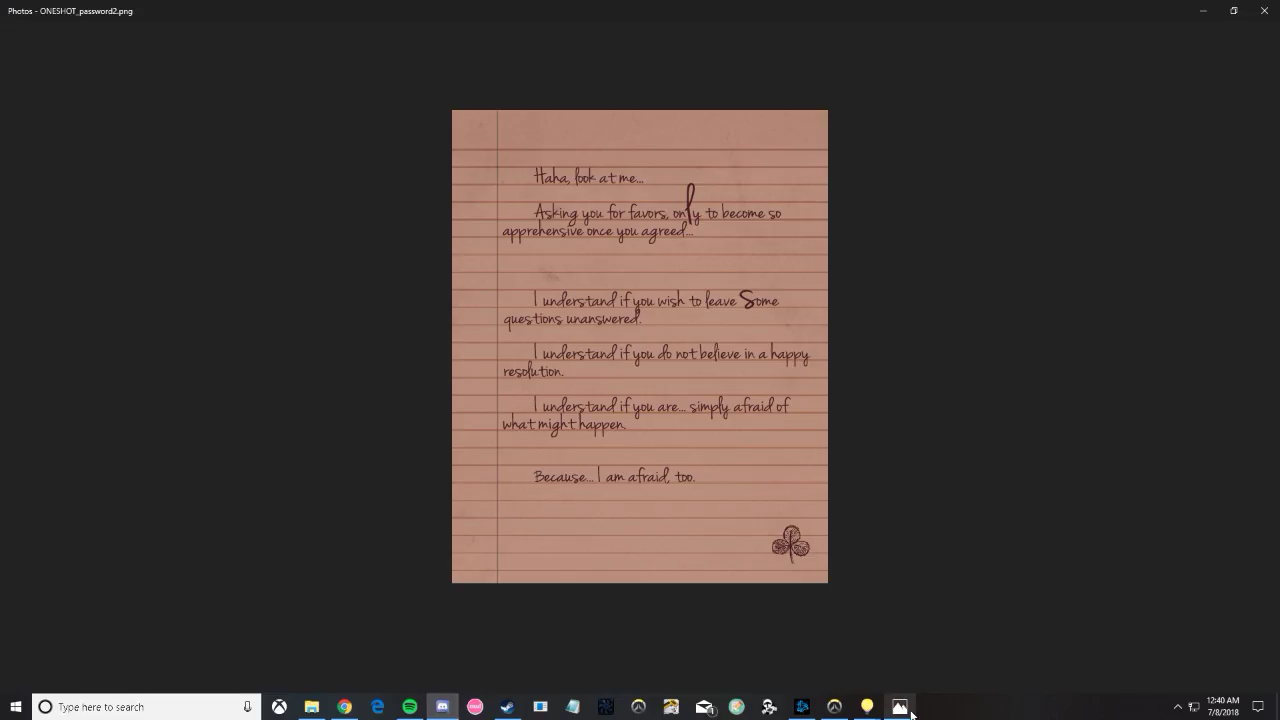 Photos - ONESHOT_password2.png
Haha, look at me...
Asking you for favors, only to become so
apprehensive once you agreed...
I understand if you wish to leave Some
questions unanswered.
I understand if you do not believe in a happy
resolution.
I understand if you are... simply afraid of
what might happen.
Because... I am afraid, too.
Type here to search
12:40 AM
7/8/2018